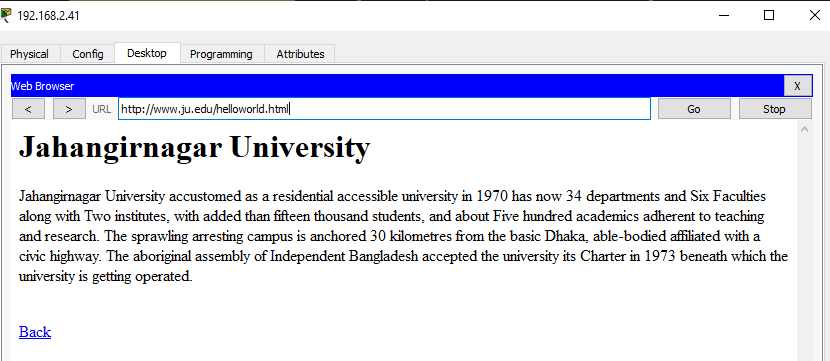 192.168.2.41
Physical Config Desktop Programming Attributes
Web Browser X
< > URL http://www.ju.edu/helloworld.html Go Stop
Jahangirnagar University
Jahangirnagar University accustomed as a residential accessible university in 1970 has now 34 departments and Six Faculties
along with Two institutes, with added than fifteen thousand students, and about Five hundred academics adherent to teaching
and research. The sprawling arresting campus is anchored 30 kilometres from the basic Dhaka, able-bodied affiliated with a
civic highway. The aboriginal assembly of Independent Bangladesh accepted the university its Charter in 1973 beneath which the
university is getting operated.
Back